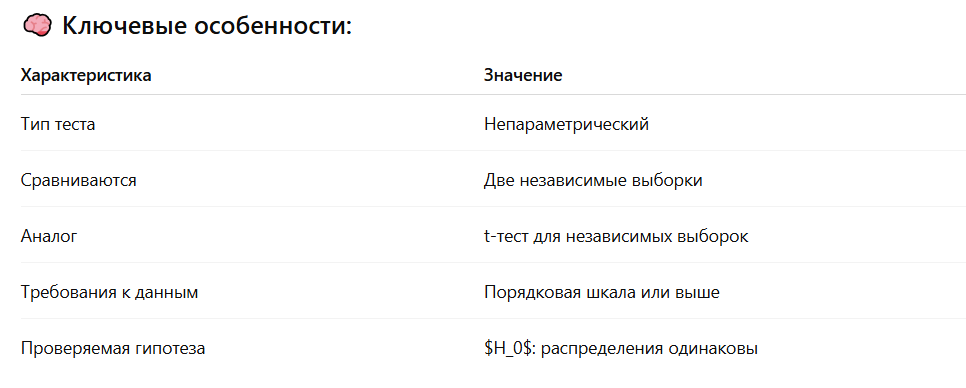 🧠 Ключевые особенности:
Характеристика Значение
Тип теста Непараметрический
Сравниваются Две независимые выборки
Аналог t-тест для независимых выборок
Требования к данным Порядковая шкала или выше
Проверяемая гипотеза $H_0$: распределения одинаковы